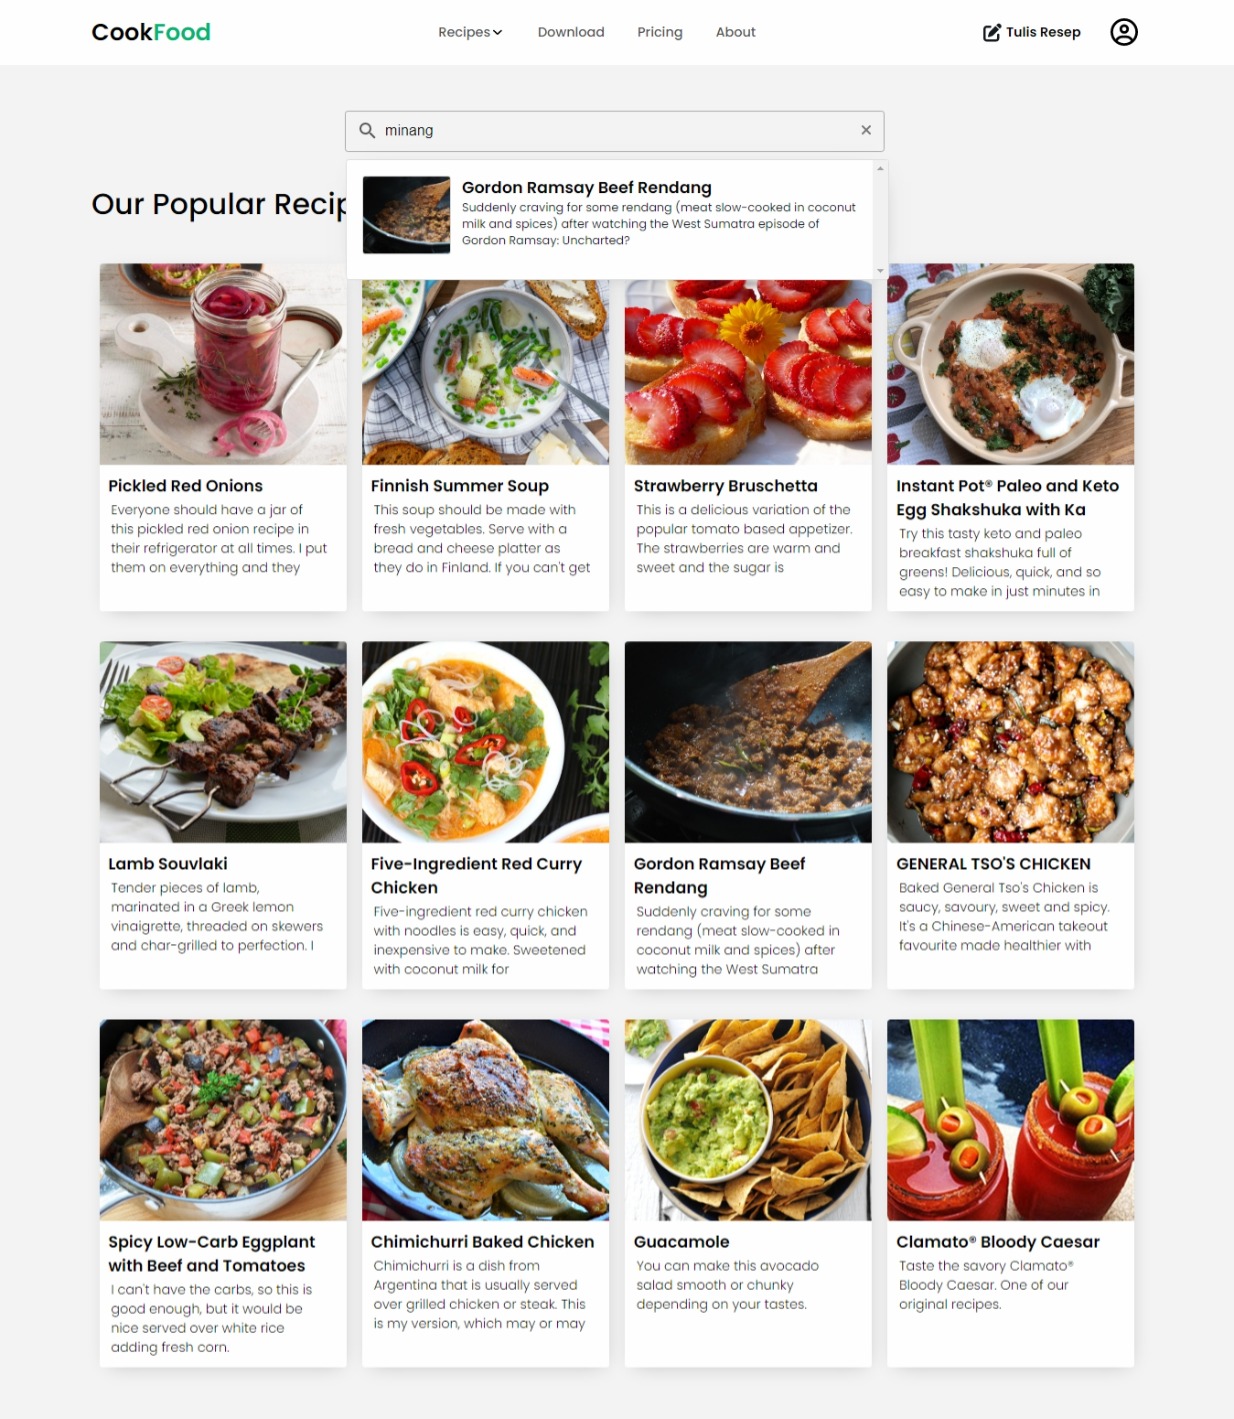 CookFood
Recipes
Download
Pricing
About
Tulis Resep
minang
Gordon Ramsay Beef Rendang
Suddenly craving for some rendang (meat slow-cooked in coconut
milk and spices) after watching the West Sumatra episode of
Gordon Ramsay: Uncharted?
Our Popular Recip
Pickled Red Onions
Everyone should have a jar of
this pickled red onion recipe in
their refrigerator at all times. I put
them on everything and they
Finnish Summer Soup
This soup should be made with
fresh vegetables. Serve with a
bread and cheese platter as
they do in Finland. If you can't get
Strawberry Bruschetta
This is a delicious variation of the
popular tomato based appetizer.
The strawberries are warm and
sweet and the sugar is
Instant Pot® Paleo and Keto
Egg Shakshuka with Ka
Try this tasty keto and paleo
breakfast shakshuka full of
greens! Delicious, quick, and so
easy to make in just minutes in
Lamb Souvlaki
Tender pieces of lamb,
marinated in a Greek lemon
vinaigrette, threaded on skewers
and char-grilled to perfection. I
Five-Ingredient Red Curry
Chicken
Five-ingredient red curry chicken
with noodles is easy, quick, and
inexpensive to make. Sweetened
with coconut milk for
Gordon Ramsay Beef
Rendang
Suddenly craving for some
rendang (meat slow-cooked in
coconut milk and spices) after
watching the West Sumatra
GENERAL TSO'S CHICKEN
Baked General Tso's Chicken is
saucy, savoury, sweet and spicy.
It's a Chinese-American takeout
favourite made healthier with
Spicy Low-Carb Eggplant
with Beef and Tomatoes
I can't have the carbs, so this is
good enough, but it would be
nice served over white rice
adding fresh corn.
Chimichurri Baked Chicken
Chimichurri is a dish from
Argentina that is usually served
over grilled chicken or steak. This
is my version, which may or may
Guacamole
You can make this avocado
salad smooth or chunky
depending on your tastes.
Clamato® Bloody Caesar
Taste the savory Clamato®
Bloody Caesar. One of our
original recipes.